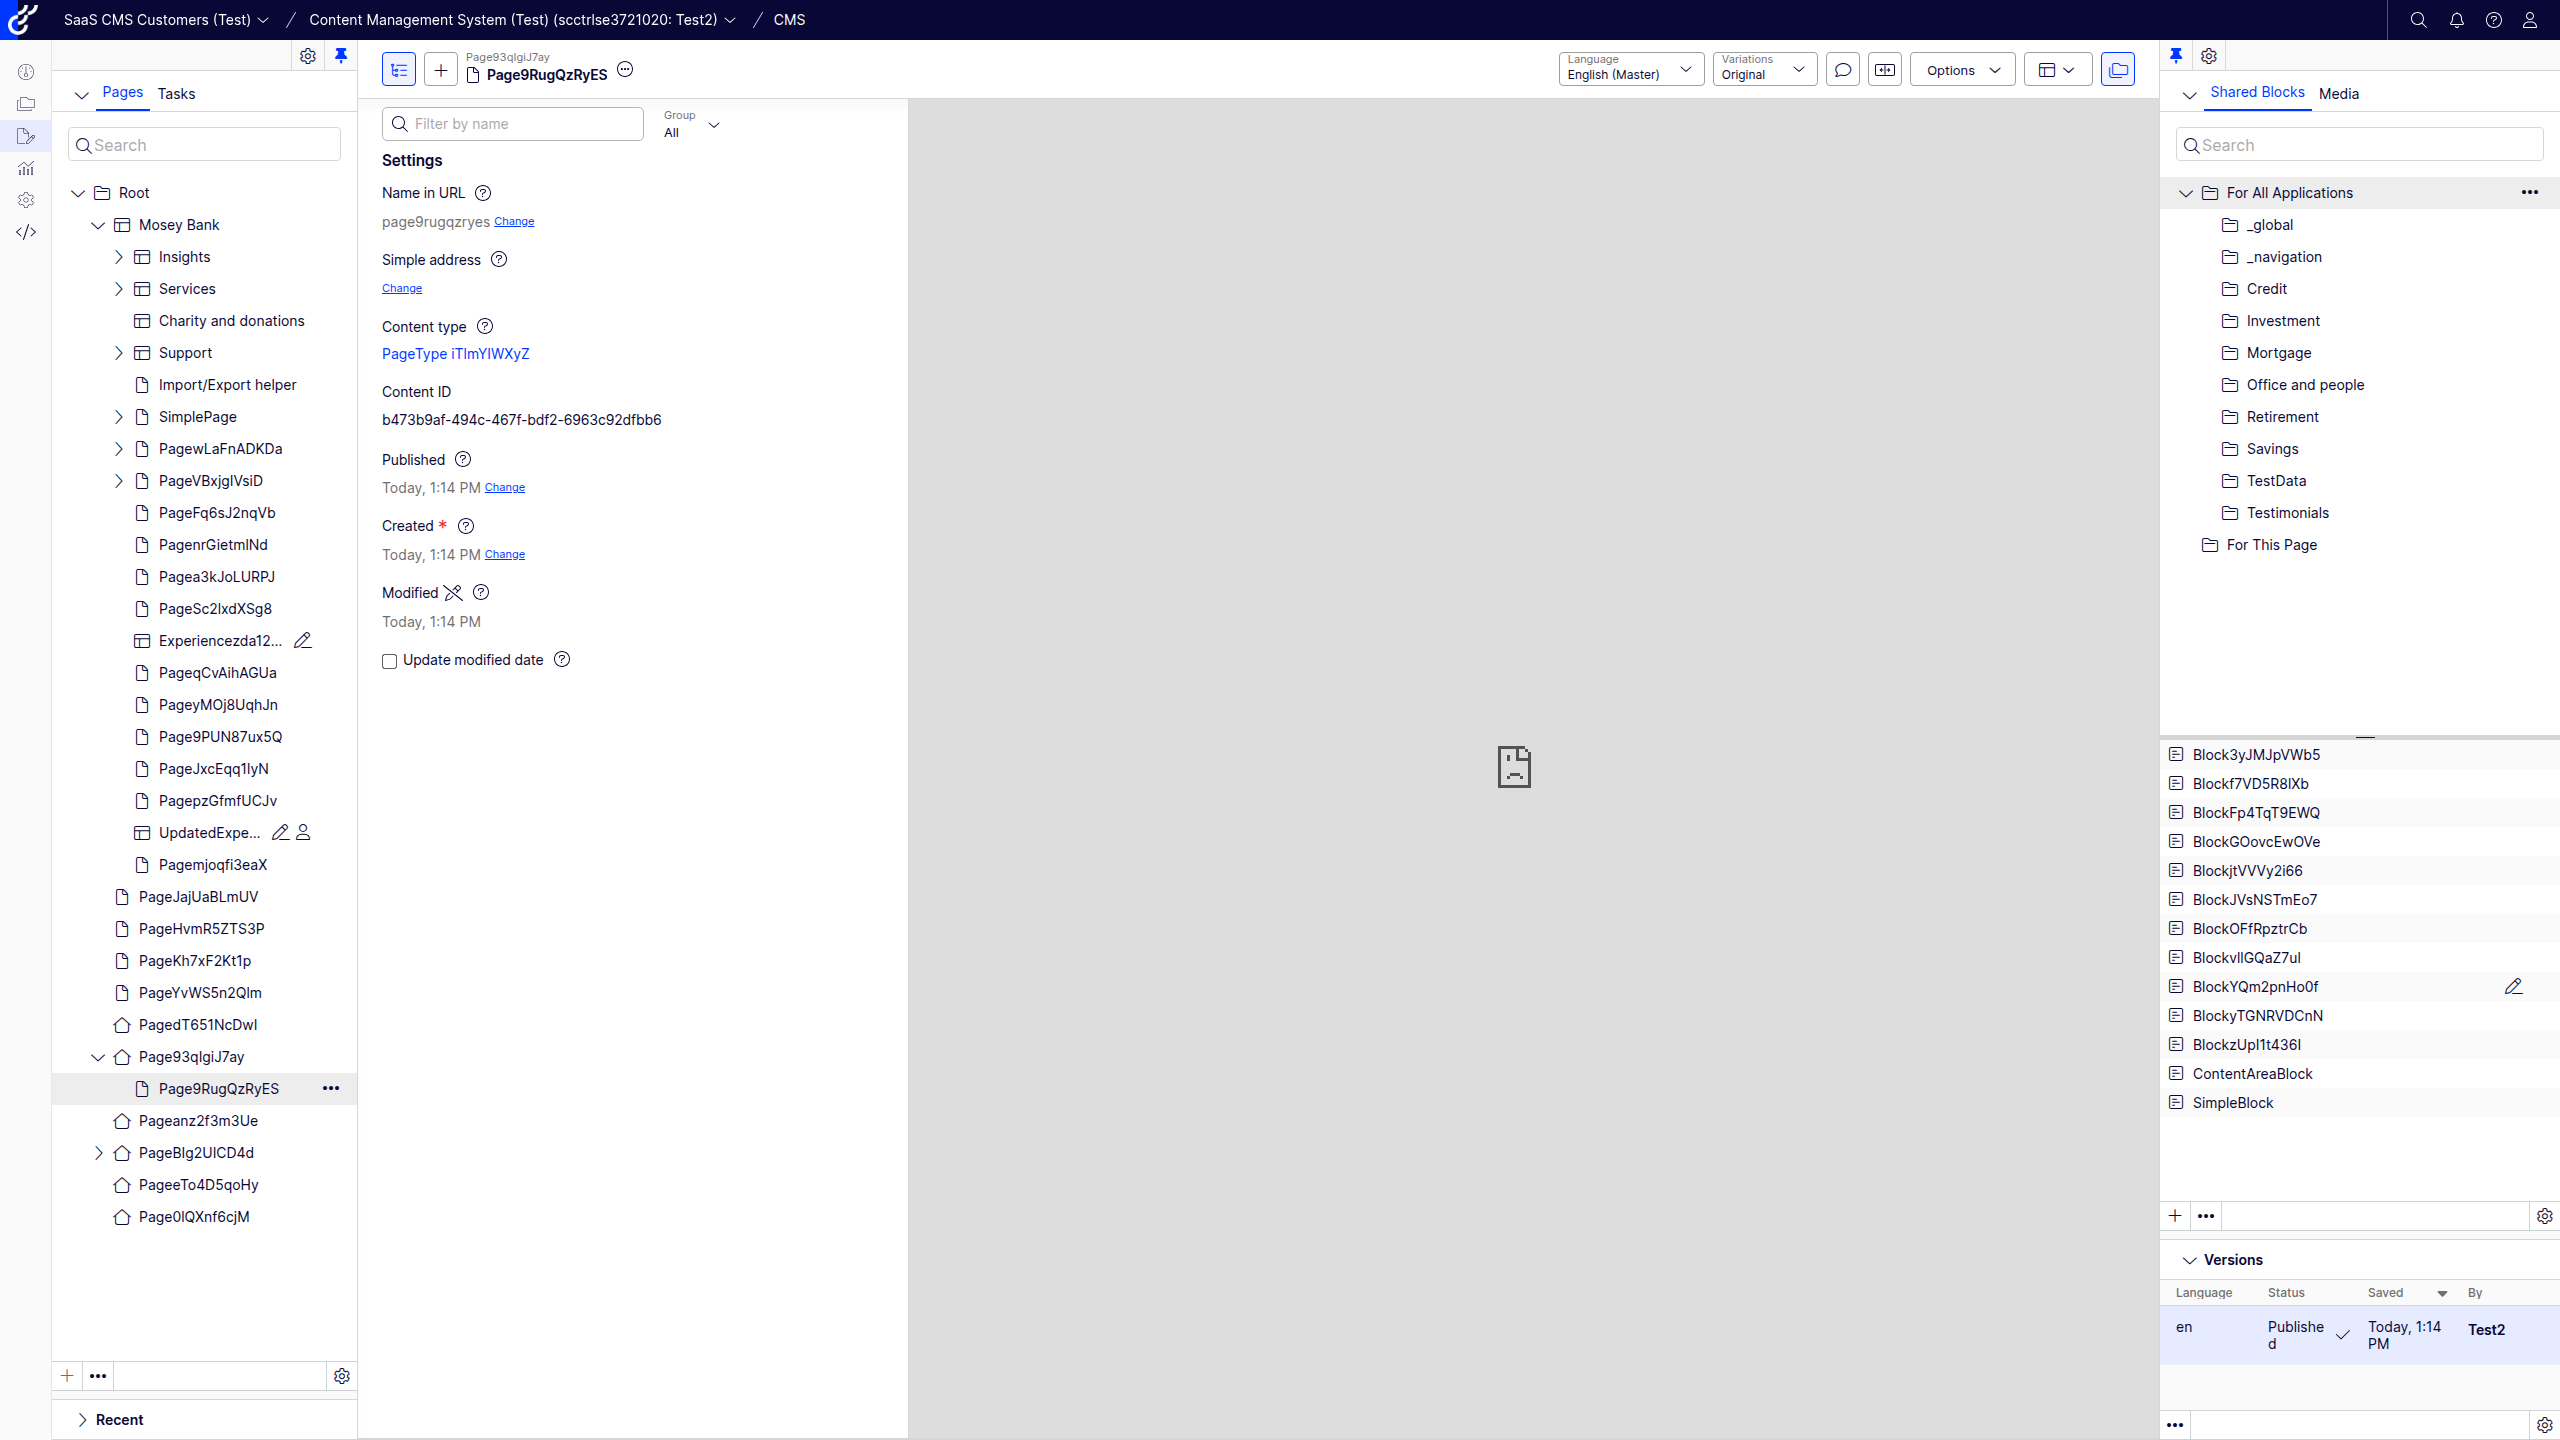 SaaS CMS Customers (Test)
Content Management System (Test) (scctrlse3721020: Test2)
CMS
Pages
Tasks
Search
Root
Mosey Bank
Insights
Services
Charity and donations
Support
Import/Export helper
SimplePage
PagewLaFnADKDa
PageVBxjglVsiD
PageFq6sJ2nqVb
PagenrGietmlNd
Pagea3kJoLURPJ
PageSc2lxdXSg8
Experiencezda12...
PageqCvAihAGUa
PageyMOj8UqhJn
Page9PUN87ux5Q
PageJxcEqq1lyN
PagepzGfmfUCJv
UpdatedExpe...
Pagemjoqfi3eaX
PageJajUaBLmUV
PageHvmR5ZTS3P
PageKh7xF2Kt1p
PageYvWS5n2Qlm
PagedT651NcDwl
Page93qlgiJ7ay
Page9RugQzRyES
Pageanz2f3m3Ue
PageBlg2UlCD4d
PageeTo4D5qoHy
Page0lQXnf6cjM
Recent
Page93qlgiJ7ay
Page9RugQzRyES
Language
English (Master)
Variations
Original
Options
Filter by name
Group
All
Settings
Name in URL
page9rugqzryes Change
Simple address
Change
Content type
PageType iTlmYlWXyZ
Content ID
b473b9af-494c-467f-bdf2-6963c92dfbb6
Published
Today, 1:14 PM Change
Created *
Today, 1:14 PM Change
Modified
Today, 1:14 PM
Update modified date
Shared Blocks
Media
Search
For All Applications
_global
_navigation
Credit
Investment
Mortgage
Office and people
Retirement
Savings
TestData
Testimonials
For This Page
Block3yJMJpVWb5
Blockf7VD5R8lXb
BlockFp4TqT9EWQ
BlockGOovcEwOVe
BlockjtVVVy2i66
BlockJVsNSTmEo7
BlockOFfRpztrCb
BlockvllGQaZ7ul
BlockYQm2pnHo0f
BlockyTGNRVDCnN
BlockzUpl1t436l
ContentAreaBlock
SimpleBlock
Versions
Language Status Saved By
en Publishe
d Today, 1:14
PM Test2